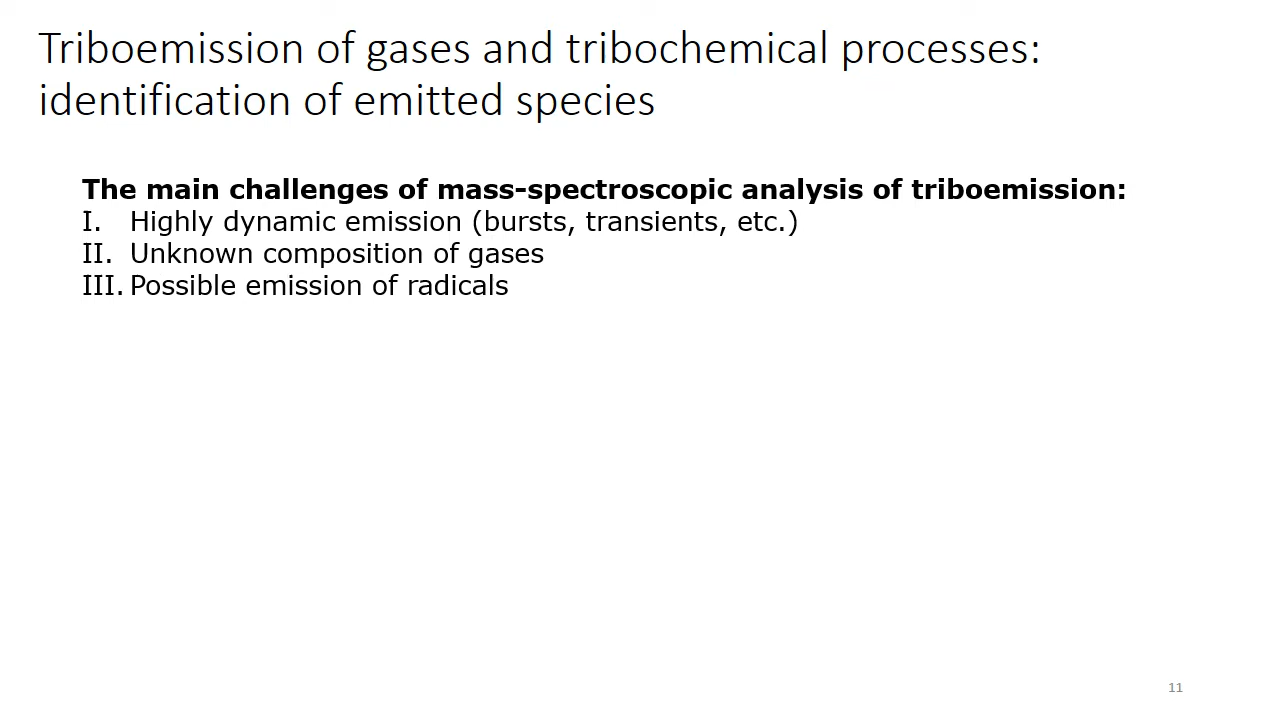 Triboemission of gases and tribochemical processes:
identification of emitted species
The main challenges of mass-spectroscopic analysis of triboemission:
I. Highly dynamic emission (bursts, transients, etc.)
II. Unknown composition of gases
III. Possible emission of radicals
11